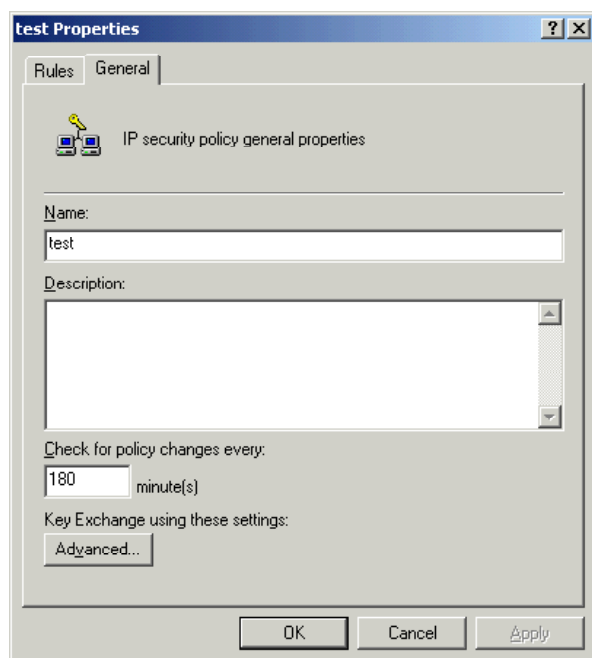 test Properties
Rules General
IP security policy general properties
Name:
test
Description:
Check for policy changes every:
180 minute(s)
Key Exchange using these settings:
Advanced...
OK Cancel Apply